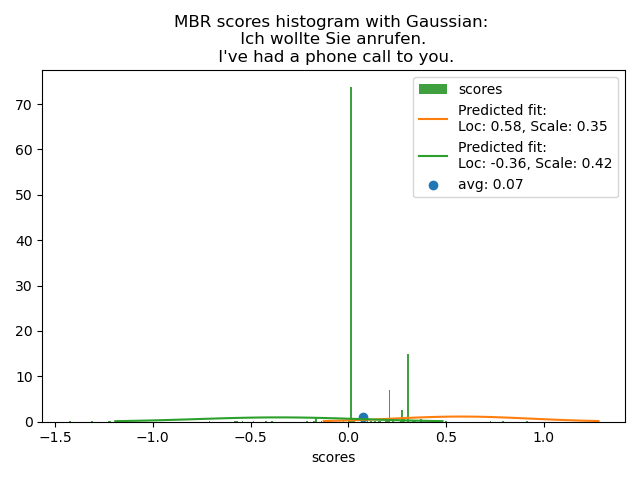 MBR scores histogram with Gaussian:
Ich wollte Sie anrufen.
I've had a phone call to you.
scores
Predicted fit:
Loc: 0.58, Scale: 0.35
Predicted fit:
Loc: -0.36, Scale: 0.42
avg: 0.07
70
60
50
40
30
20
10
0
−1.5 −1.0 −0.5 0.0 0.5 1.0
scores